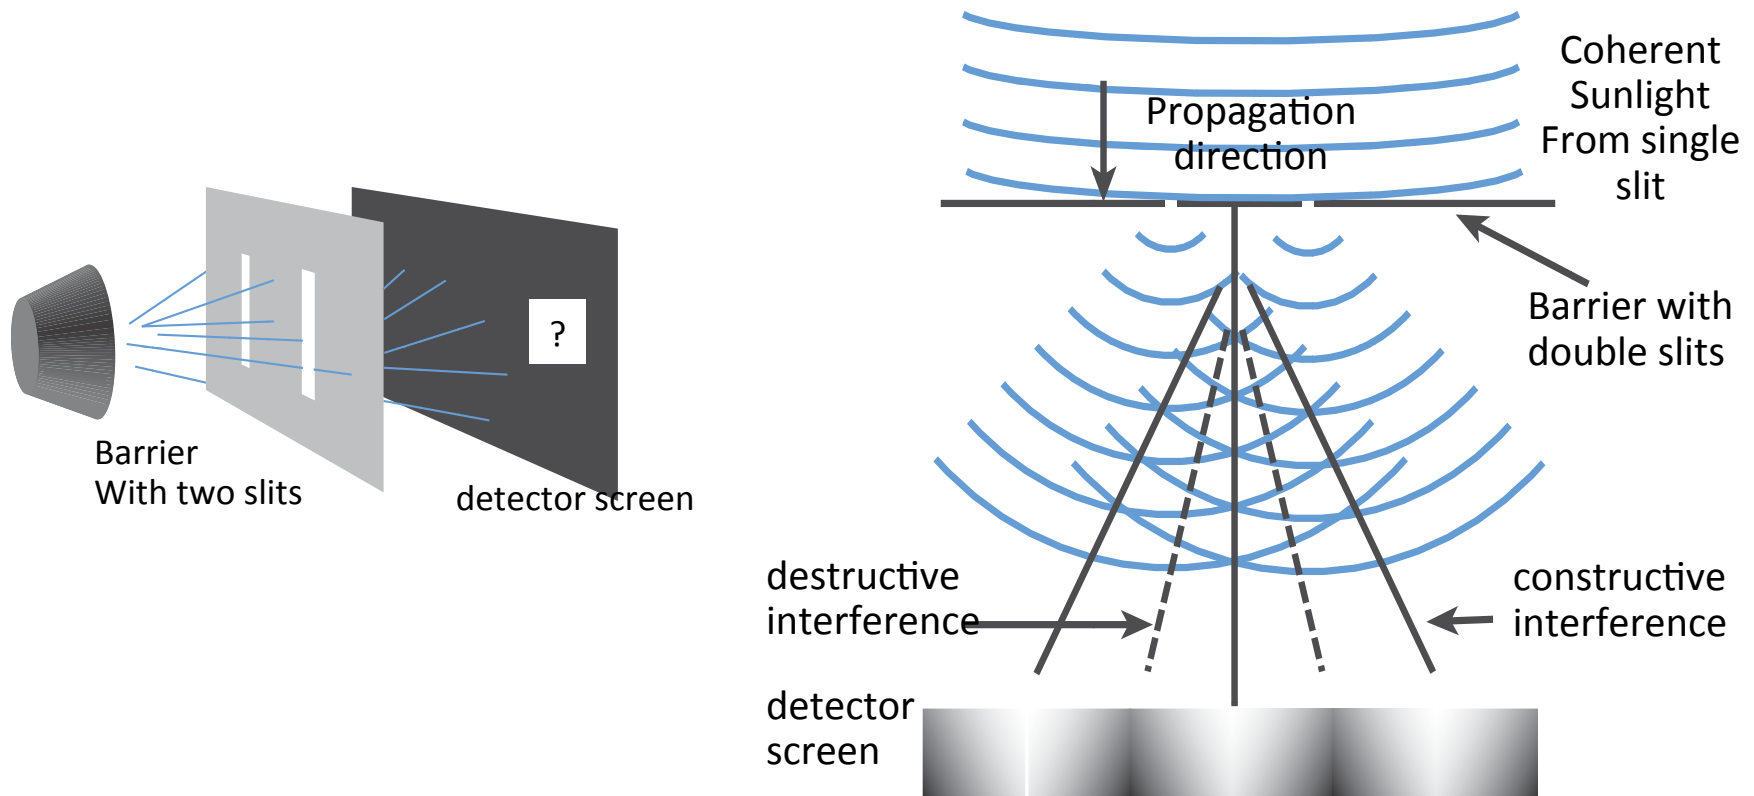 ?
Barrier
With two slits
detector screen
Coherent
Sunlight
From single
slit
Propagation
direction
Barrier with
double slits
destructive
interference
constructive
interference
detector
screen